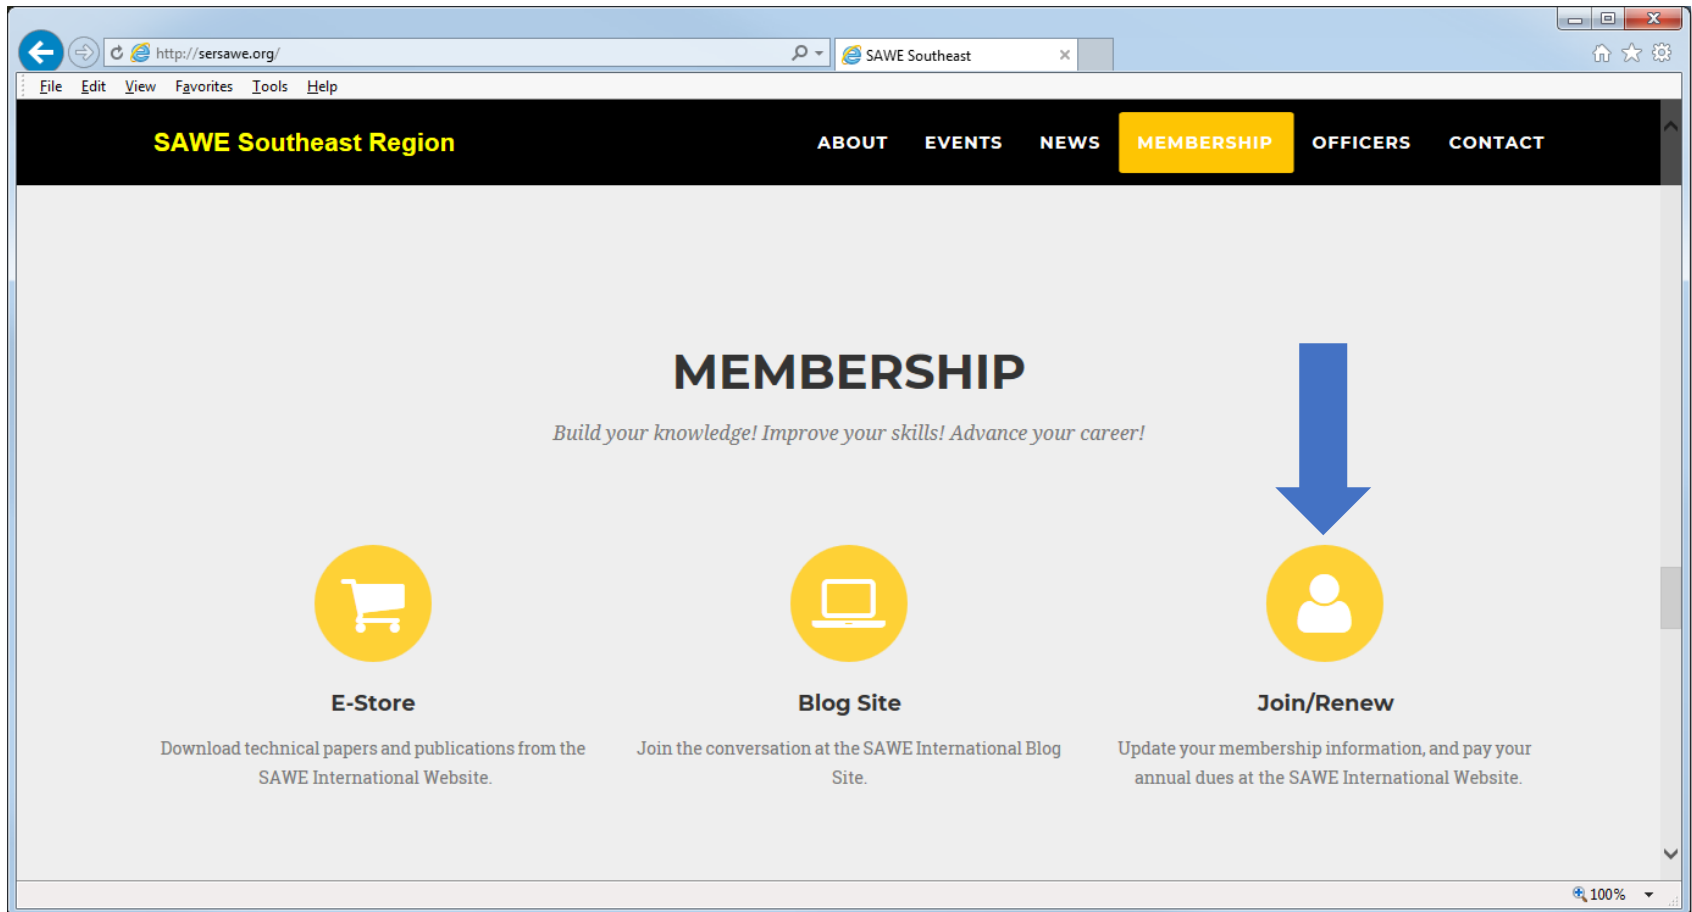 http://sersawe.org/
SAWE Southeast
File Edit View Favorites Tools Help
SAWE Southeast Region
ABOUT EVENTS NEWS MEMBERSHIP OFFICERS CONTACT
MEMBERSHIP
Build your knowledge! Improve your skills! Advance your career!
E-Store
Download technical papers and publications from the
SAWE International Website.
Blog Site
Join the conversation at the SAWE International Blog
Site.
Join/Renew
Update your membership information, and pay your
annual dues at the SAWE International Website.
100%